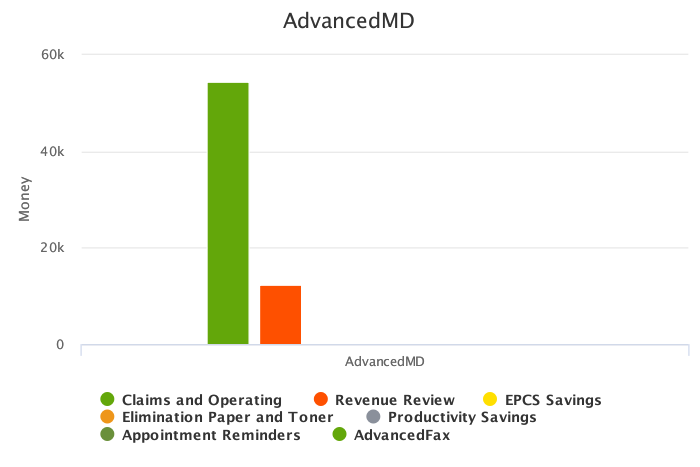 AdvancedMD
60k
40k
20k
0
Money
AdvancedMD
Claims and Operating Revenue Review EPCS Savings
Elimination Paper and Toner Productivity Savings
Appointment Reminders AdvancedFax